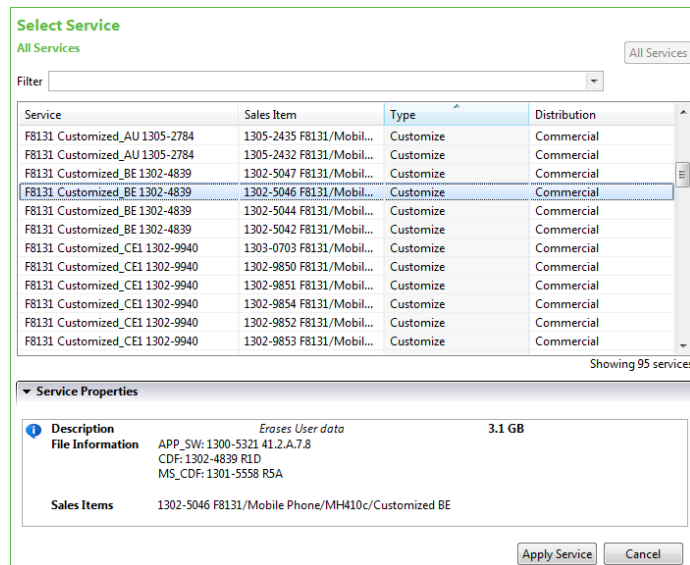 Select Service
All Services
All Services
Filter
Service Sales Item Type Distribution
F8131 Customized_AU 1305-2784 1305-2435 F8131/Mobil... Customize Commercial
F8131 Customized_AU 1305-2784 1305-2432 F8131/Mobil... Customize Commercial
F8131 Customized_BE 1302-4839 1302-5047 F8131/Mobil... Customize Commercial
F8131 Customized_BE 1302-4839 1302-5046 F8131/Mobil... Customize Commercial
F8131 Customized_BE 1302-4839 1302-5044 F8131/Mobil... Customize Commercial
F8131 Customized_BE 1302-4839 1302-5042 F8131/Mobil... Customize Commercial
F8131 Customized_CE1 1302-9940 1303-0703 F8131/Mobil... Customize Commercial
F8131 Customized_CE1 1302-9940 1302-9850 F8131/Mobil... Customize Commercial
F8131 Customized_CE1 1302-9940 1302-9851 F8131/Mobil... Customize Commercial
F8131 Customized_CE1 1302-9940 1302-9854 F8131/Mobil... Customize Commercial
F8131 Customized_CE1 1302-9940 1302-9852 F8131/Mobil... Customize Commercial
F8131 Customized_CE1 1302-9940 1302-9853 F8131/Mobil... Customize Commercial
Showing 95 services
Service Properties
Description Erases User data 3.1 GB
File Information APP_SW: 1300-5321 41.2.A.7.8
CDF: 1302-4839 R1D
MS_CDF: 1301-5558 R5A
Sales Items 1302-5046 F8131/Mobile Phone/MH410c/Customized BE
Apply Service Cancel